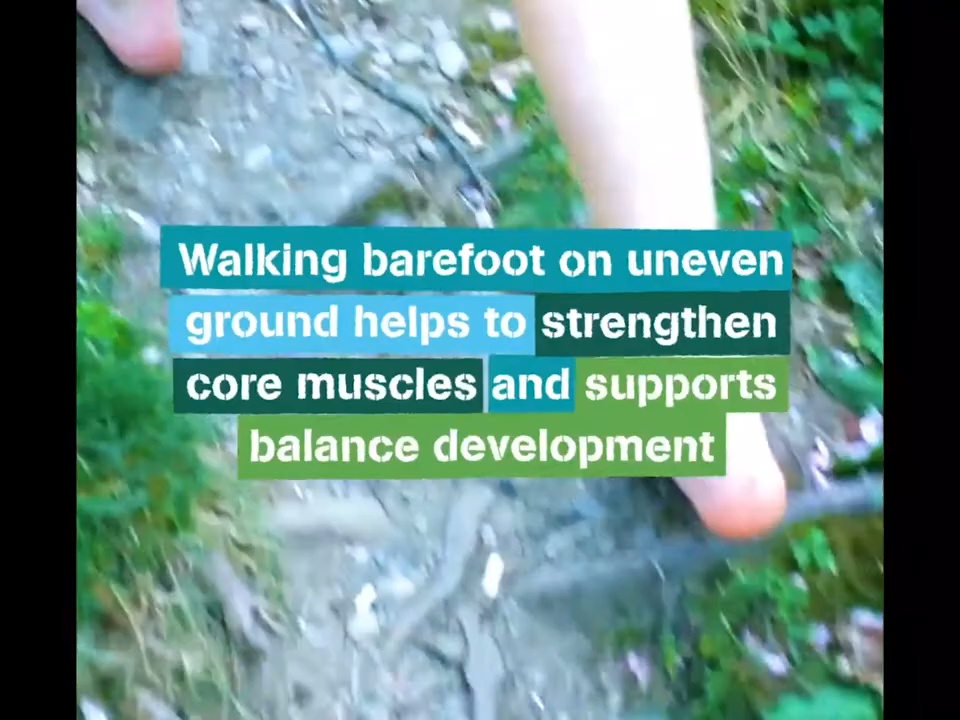 Walking barefoot on uneven
ground helps to strengthen
core muscles and supports
balance development